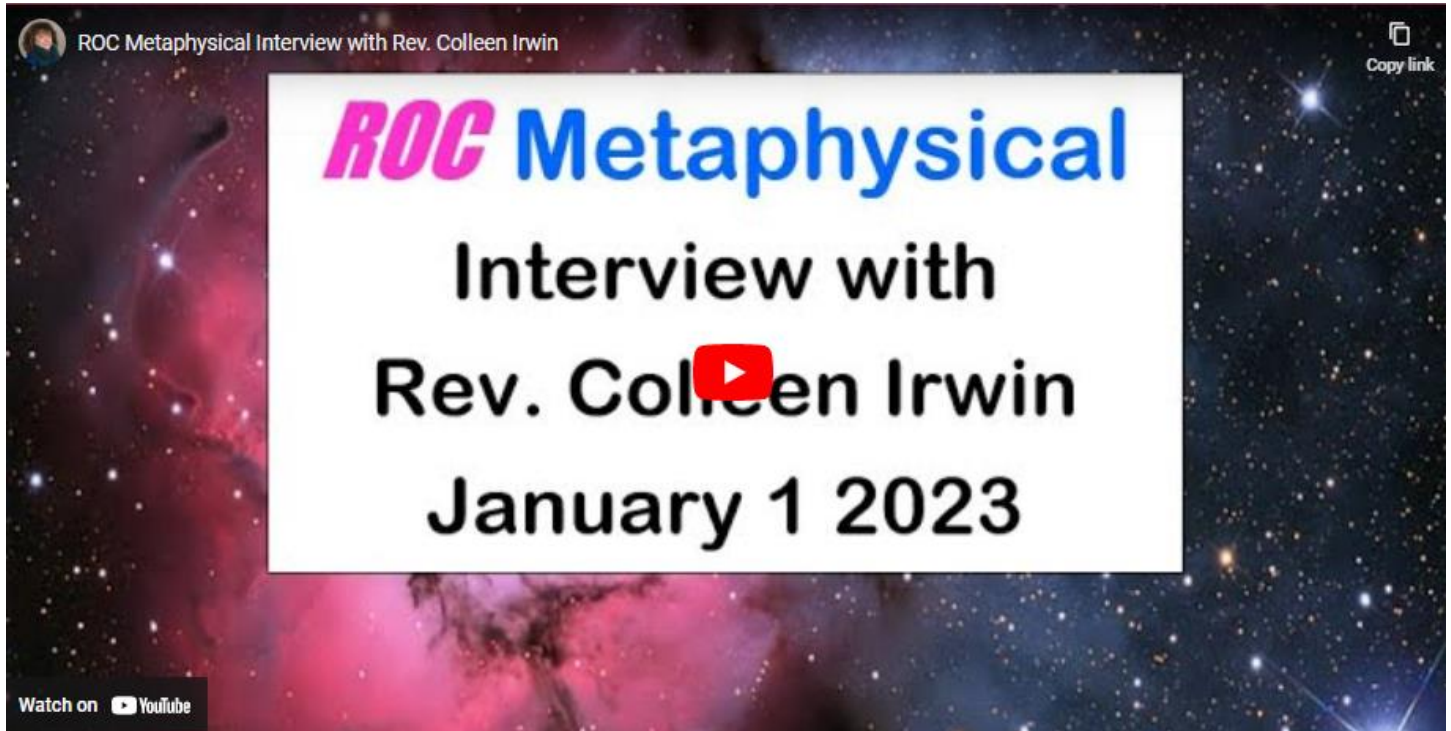 ROC Metaphysical Interview with Rev. Colleen Irwin
Copy link
ROC Metaphysical
Interview with
Rev. Colleen Irwin
January 1 2023
Watch on YouTube